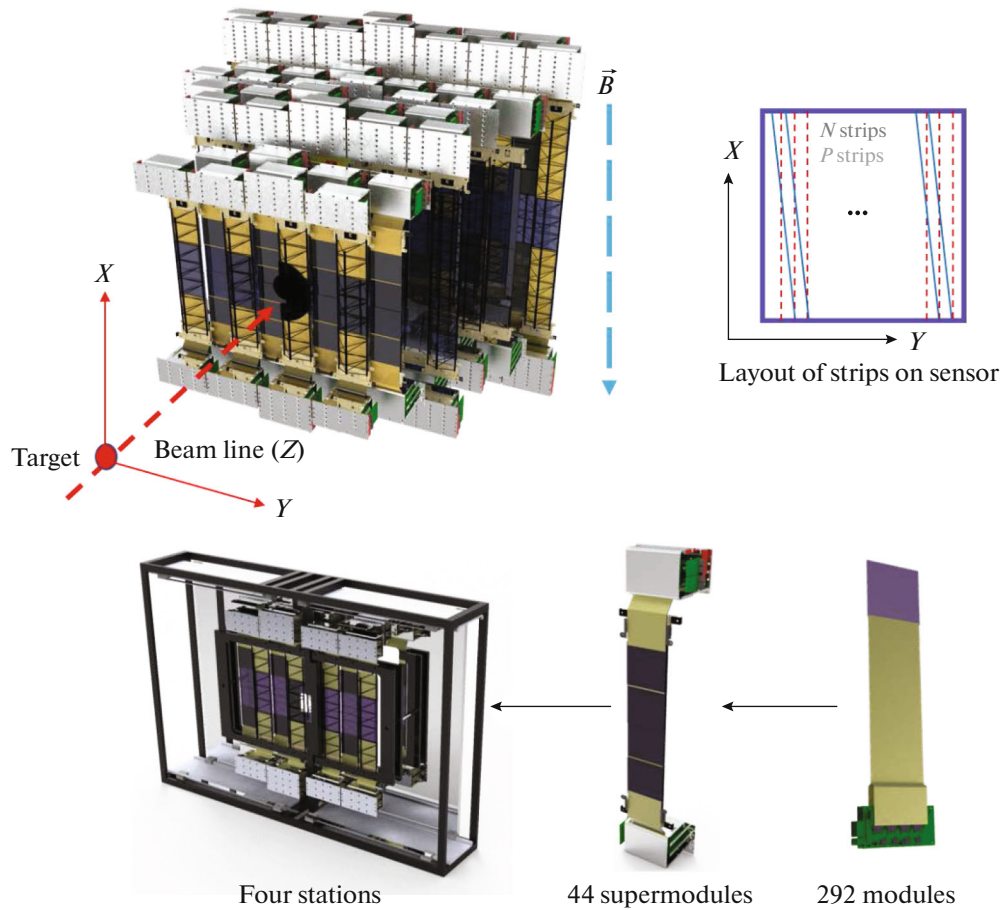 B
X
N strips
P strips
...
Y
Layout of strips on sensor
X
Target
Beam line (Z)
Y
Four stations
44 supermodules
292 modules